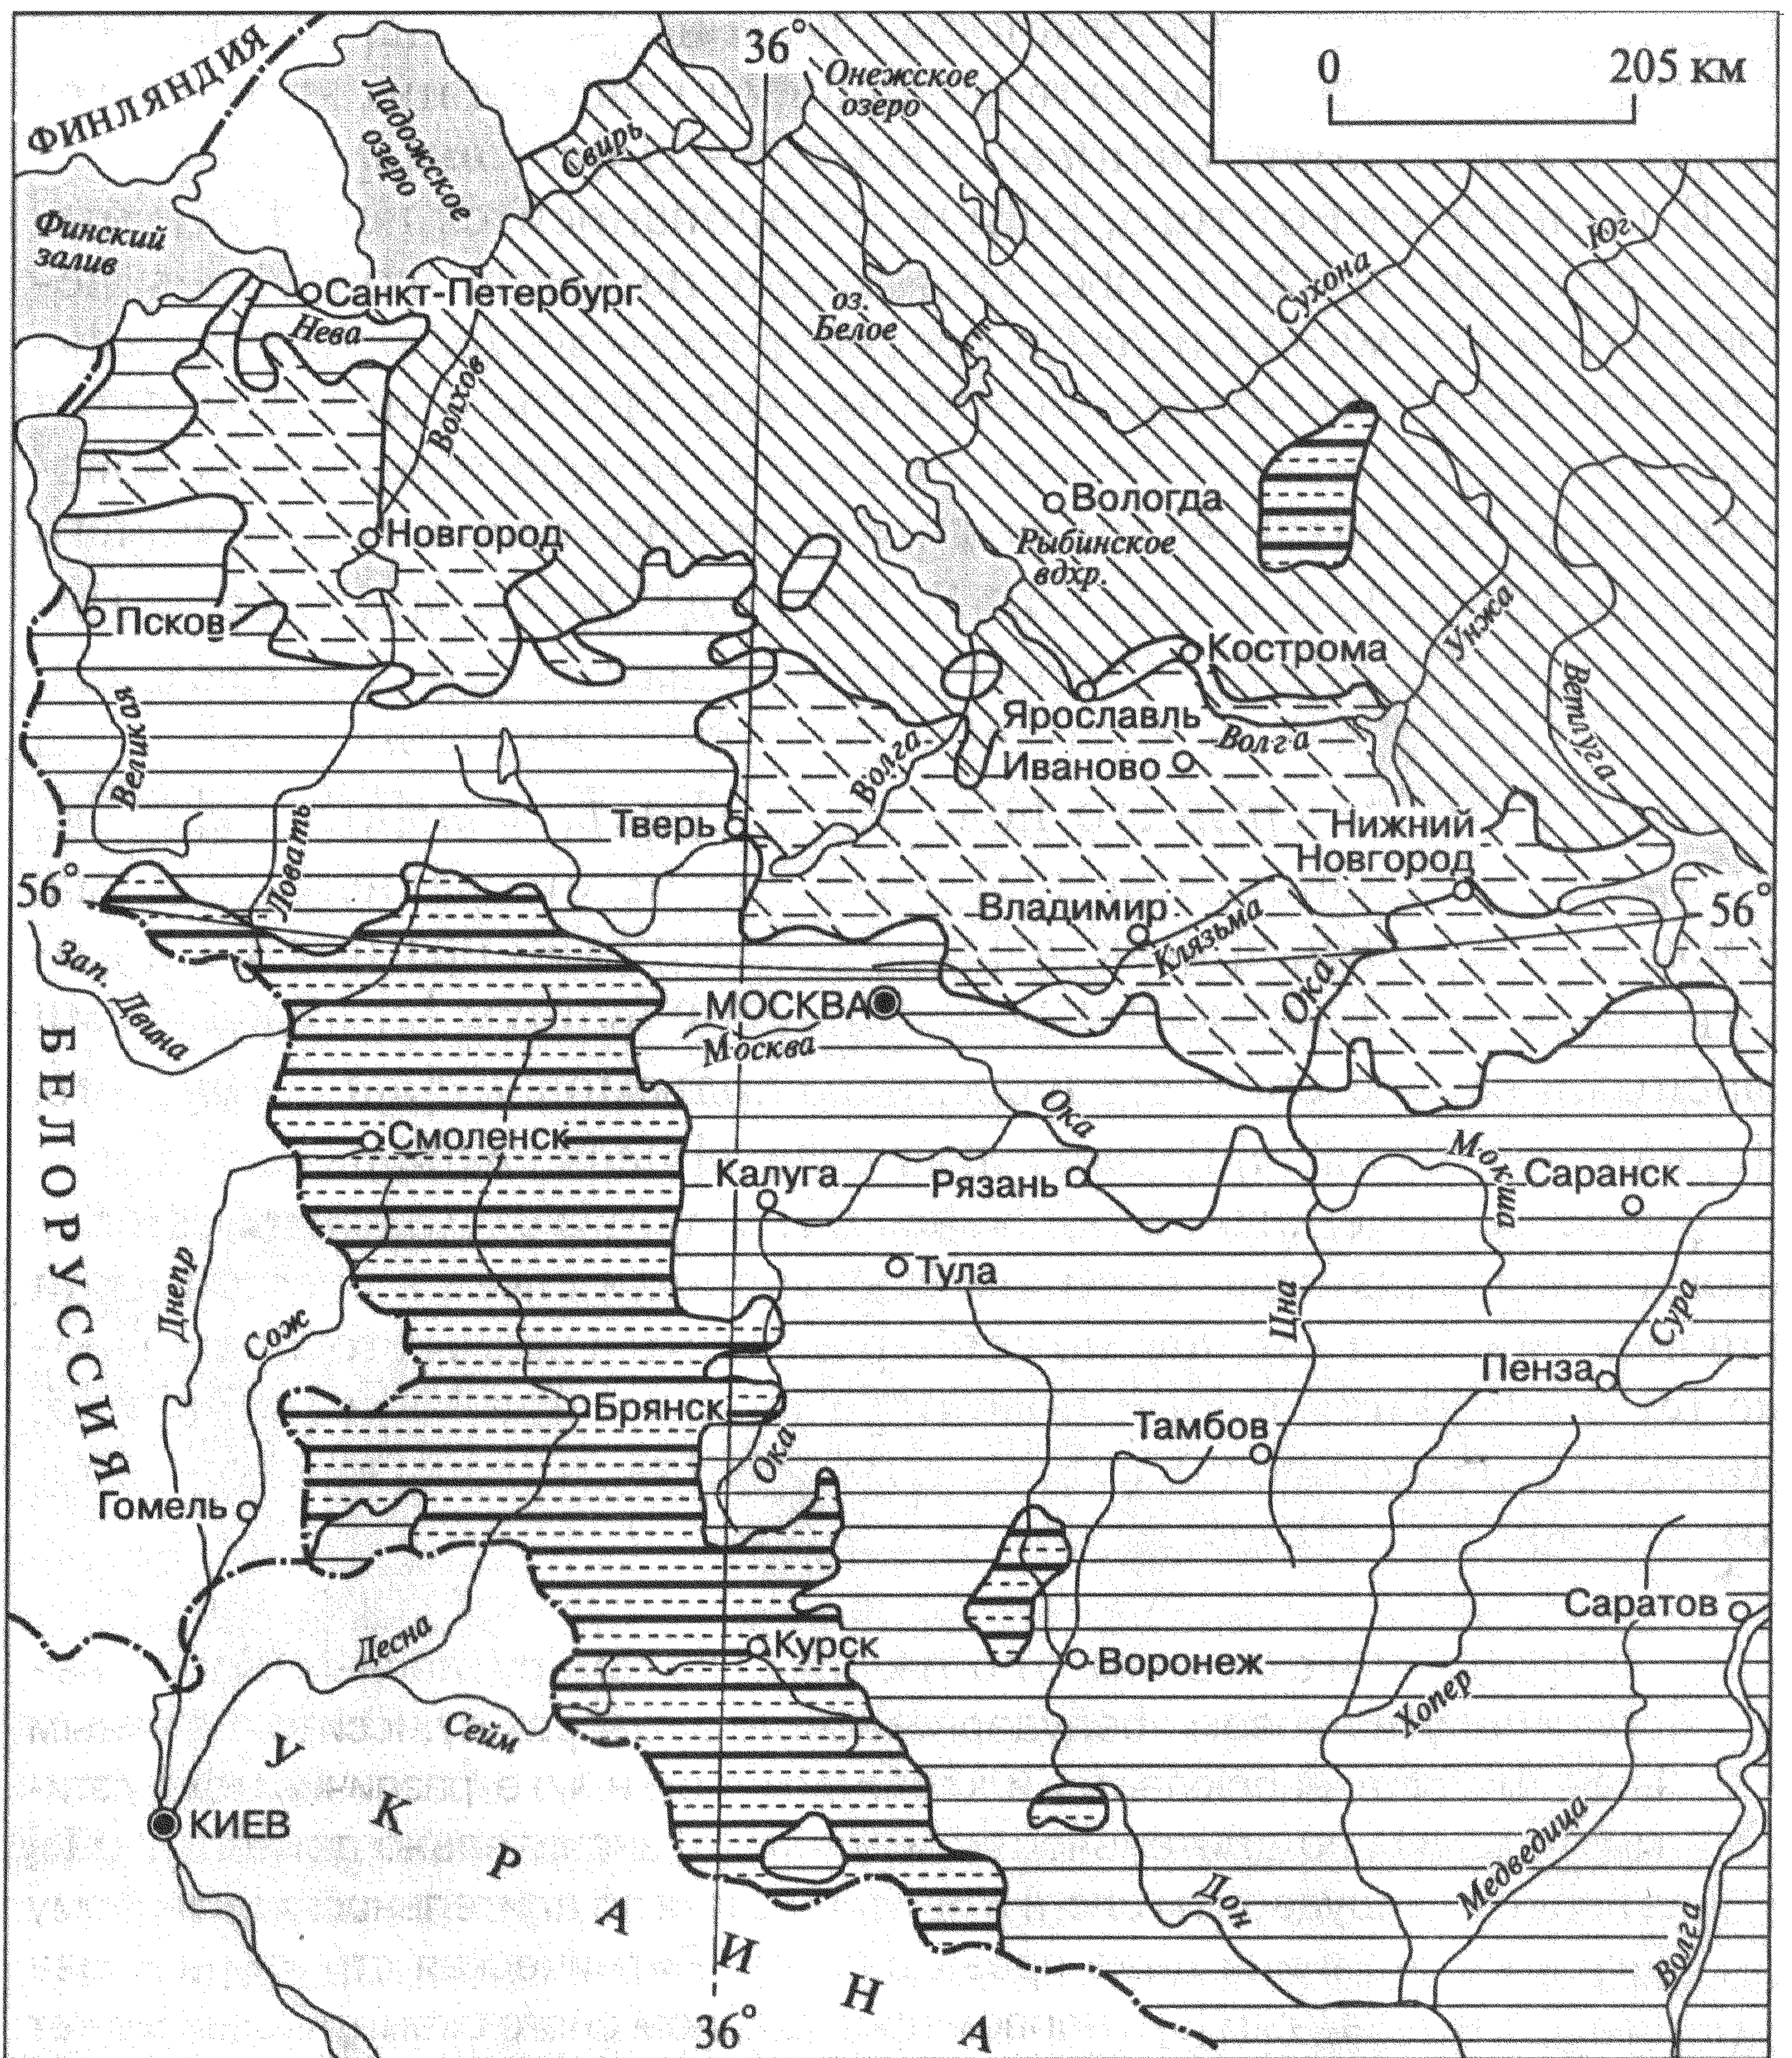 0 205 км
36°
ФИНЛЯНДИЯ
Ладожское
озеро
Онежское
озеро
Свирь
Финский
залив
Санкт-Петербург
Нева
Волхов
оз.
Белое
Сухона
Юг
Вологда
Рыбинское
вдхр.
Новгород
Псков
Унжа
Кострома
Ветлуга
Великая
Ярославль
Волга
Волга
Иваново
Ловать
Тверь
Нижний
Новгород
56°
56°
Владимир
Клязьма
Зап. Двина
Ока
МОСКВА
Москва
БЕЛОРУССИЯ
Ока
Смоленск
Мокша
Калуга
Рязань
Саранск
Днепр
Тула
Сож
Цна
Сура
Пенза
Брянск
Тамбов
Ока
Гомель
Саратов
Десна
Курск
Воронеж
Хопер
Сейм
КИЕВ
УКРАИНА
Медведица
Дон
Волга
36°